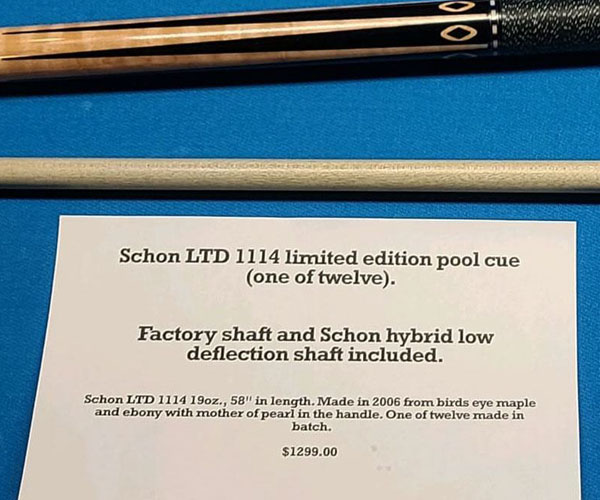 Schon LTD 1114 limited edition pool cue
(one of twelve).
Factory shaft and Schon hybrid low
deflection shaft included.
Schon LTD 1114 19oz., 58" in length. Made in 2006 from birds eye maple
and ebony with mother of pearl in the handle. One of twelve made in
batch.
$1299.00